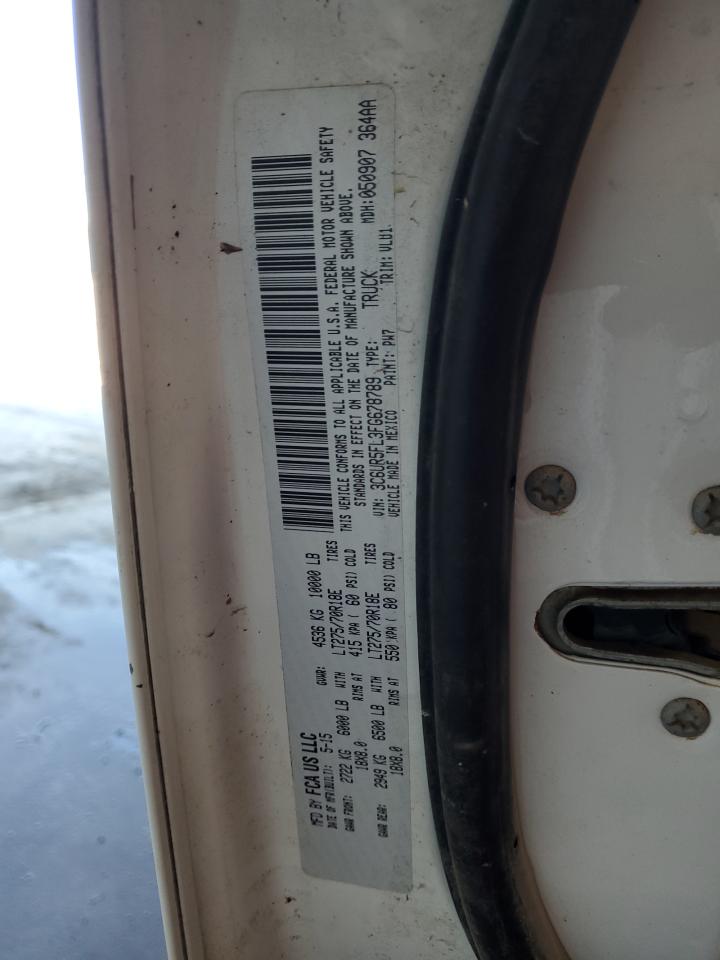 MFD BY FCA US LLC
DATE OF MFR(BUILT): 5-15 GVWR: 4536 KG 10000 LB
GAWR FRONT: 2722 KG 6000 LB WITH LT275/70R18E TIRES
18X8.0 RIMS AT 415 KPA ( 60 PSI) COLD
GAWR REAR: 2949 KG 6500 LB WITH LT275/70R18E TIRES
18X8.0 RIMS AT 550 KPA ( 80 PSI) COLD
THIS VEHICLE CONFORMS TO ALL APPLICABLE U.S.A. FEDERAL MOTOR VEHICLE SAFETY
STANDARDS IN EFFECT ON THE DATE OF MANUFACTURE SHOWN ABOVE.
VIN: 3C6UR5FL3FG678789 TYPE: TRUCK MDH: 050907 364AA
VEHICLE MADE IN MEXICO PAINT: PW7 TRIM: VLU1